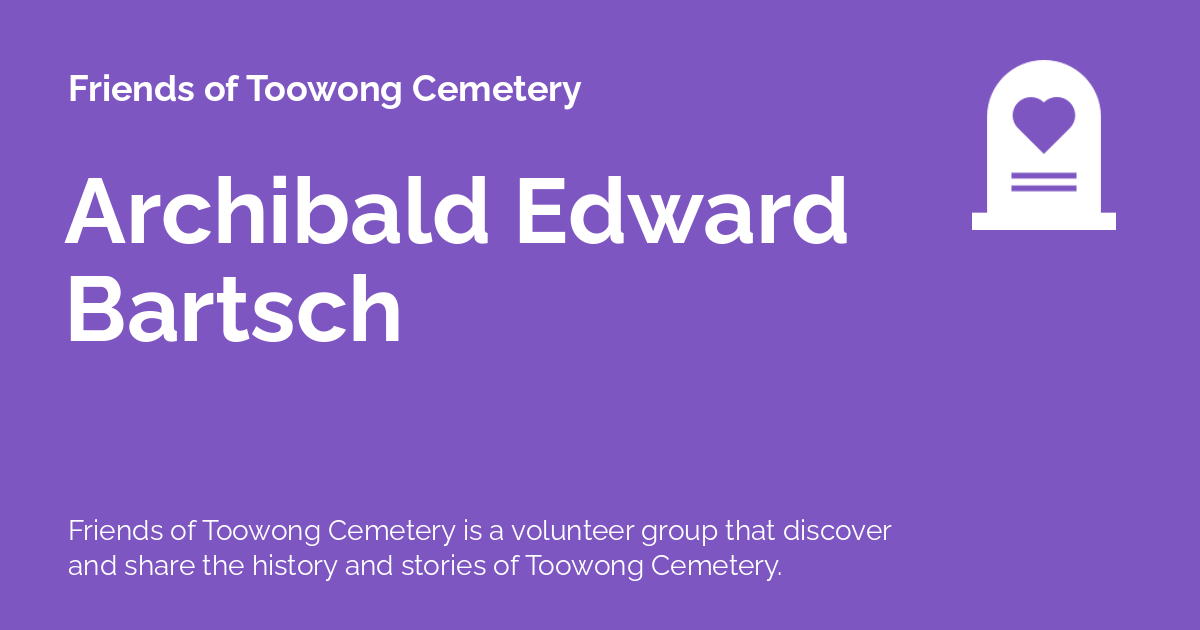 Friends of Toowong Cemetery
Archibald Edward
Bartsch
Friends of Toowong Cemetery is a volunteer group that discover
and share the history and stories of Toowong Cemetery.